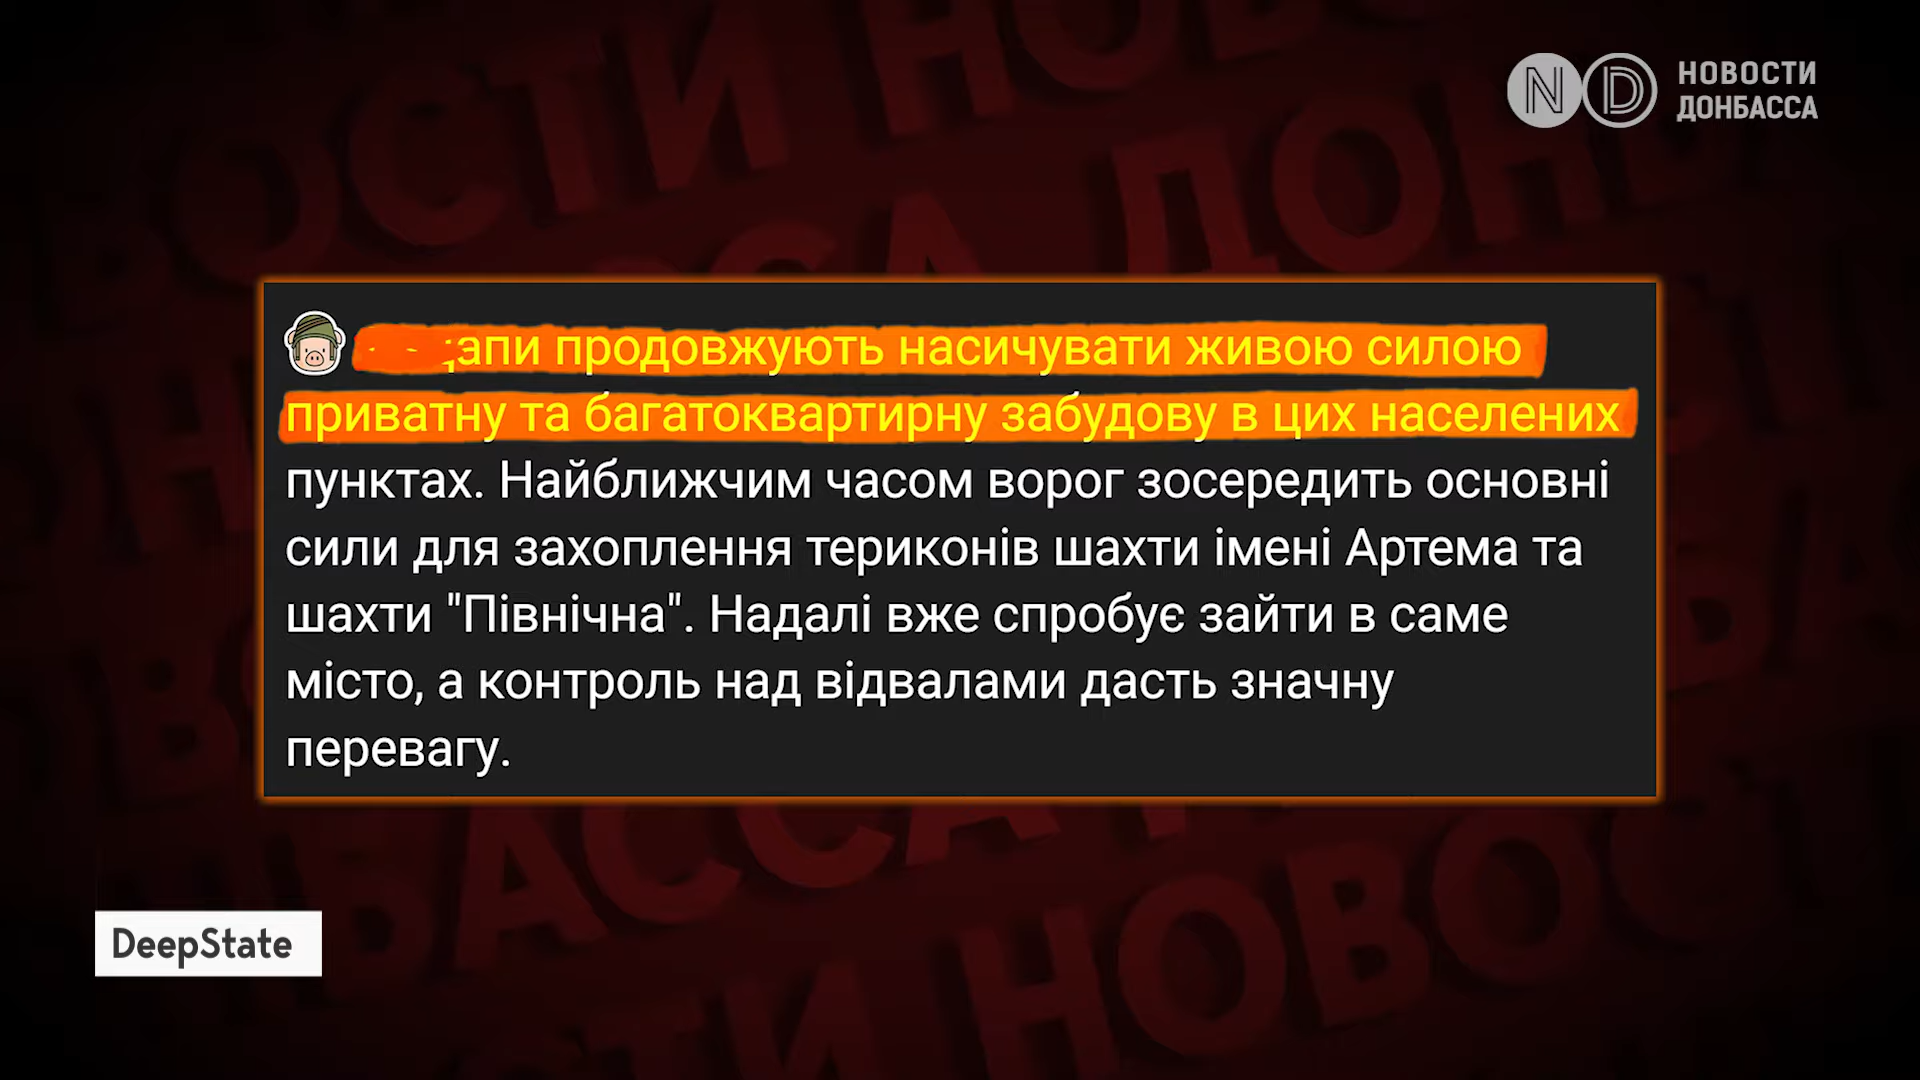 НОВОСТИ
ДОНБАССА
продовжують насичувати живою силою
приватну та багатоквартирну забудову в цих населених
пунктах. Найближчим часом ворог зосередить основні
сили для захоплення териконів шахти імені Артема та
шахти "Північна". Надалі вже спробує зайти в саме
місто, а контроль над відвалами дасть значну
перевагу.
DeepState